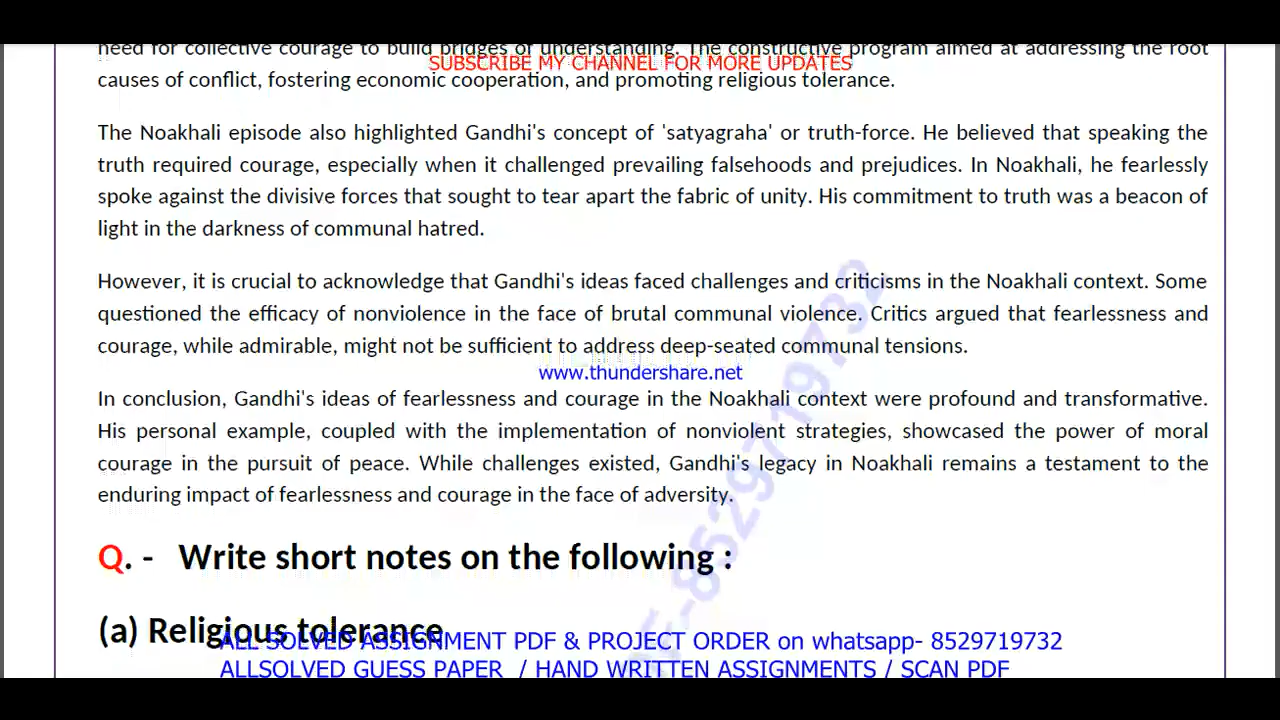 need for collective courage to build bridges of understanding. The constructive program aimed at addressing the root
SUBSCRIBE MY CHANNEL FOR MORE UPDATES
causes of conflict, fostering economic cooperation, and promoting religious tolerance.
The Noakhali episode also highlighted Gandhi's concept of 'satyagraha' or truth-force. He believed that speaking the
truth required courage, especially when it challenged prevailing falsehoods and prejudices. In Noakhali, he fearlessly
spoke against the divisive forces that sought to tear apart the fabric of unity. His commitment to truth was a beacon of
light in the darkness of communal hatred.
However, it is crucial to acknowledge that Gandhi's ideas faced challenges and criticisms in the Noakhali context. Some
questioned the efficacy of nonviolence in the face of brutal communal violence. Critics argued that fearlessness and
courage, while admirable, might not be sufficient to address deep-seated communal tensions.
www.thundershare.net
In conclusion, Gandhi's ideas of fearlessness and courage in the Noakhali context were profound and transformative.
His personal example, coupled with the implementation of nonviolent strategies, showcased the power of moral
courage in the pursuit of peace. While challenges existed, Gandhi's legacy in Noakhali remains a testament to the
enduring impact of fearlessness and courage in the face of adversity.
Q. - Write short notes on the following :
(a) Religious tolerance
ALL SOLVED ASSIGNMENT PDF & PROJECT ORDER on whatsapp- 8529719732
ALLSOLVED GUESS PAPER / HAND WRITTEN ASSIGNMENTS / SCAN PDF
-8529719732